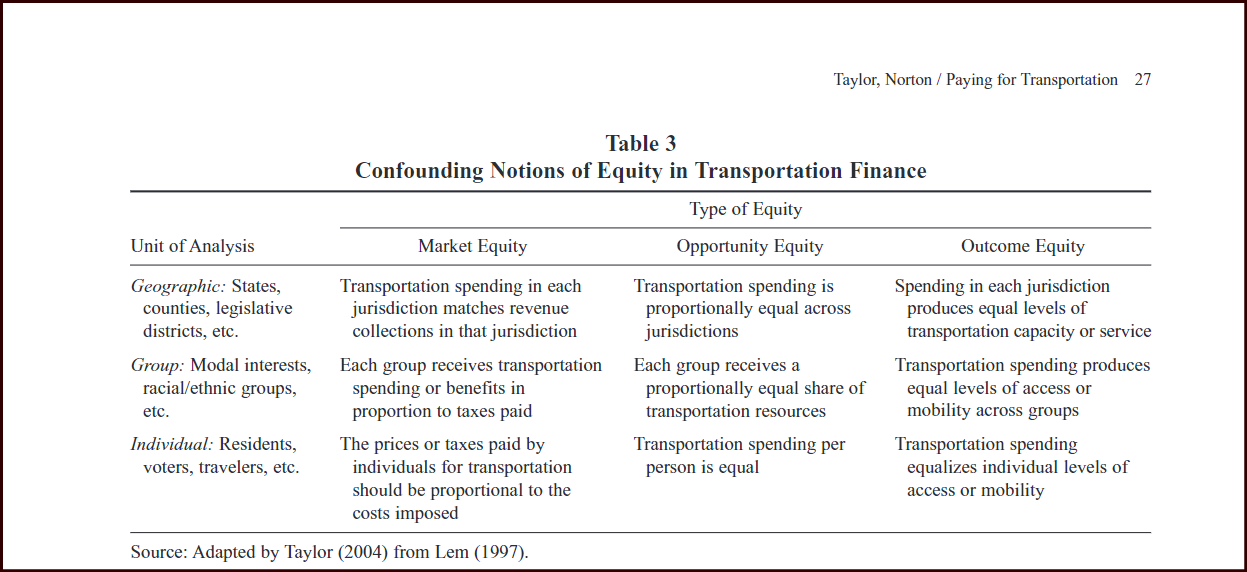 Taylor, Norton / Paying for Transportation 27
Table 3
Confounding Notions of Equity in Transportation Finance
Type of Equity
Unit of Analysis Market Equity Opportunity Equity Outcome Equity
Geographic: States, Transportation spending in each Transportation spending is Spending in each jurisdiction
counties, legislative jurisdiction matches revenue proportionally equal across produces equal levels of
districts, etc. collections in that jurisdiction jurisdictions transportation capacity or service
Group: Modal interests, Each group receives transportation Each group receives a Transportation spending produces
racial/ethnic groups, spending or benefits in proportionally equal share of equal levels of access or
etc. proportion to taxes paid transportation resources mobility across groups
Individual: Residents, The prices or taxes paid by Transportation spending per Transportation spending
voters, travelers, etc. individuals for transportation person is equal equalizes individual levels of
should be proportional to the access or mobility
costs imposed
Source: Adapted by Taylor (2004) from Lem (1997).